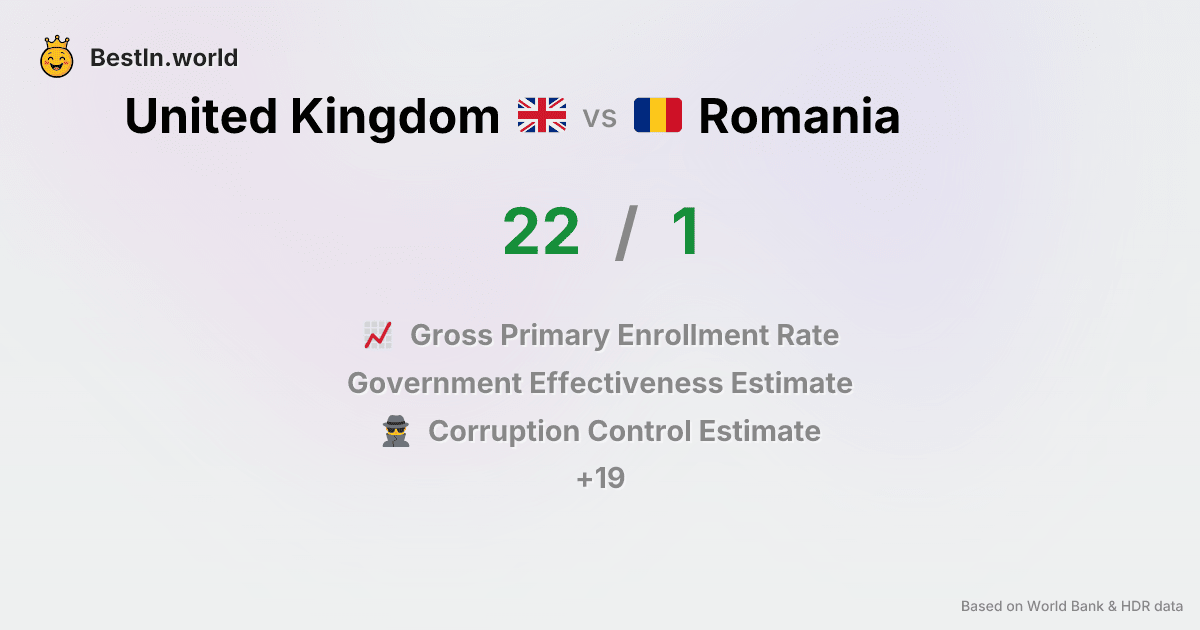 BestIn.world
United Kingdom vs Romania
22 / 1
Gross Primary Enrollment Rate
Government Effectiveness Estimate
Corruption Control Estimate
+19
Based on World Bank & HDR data